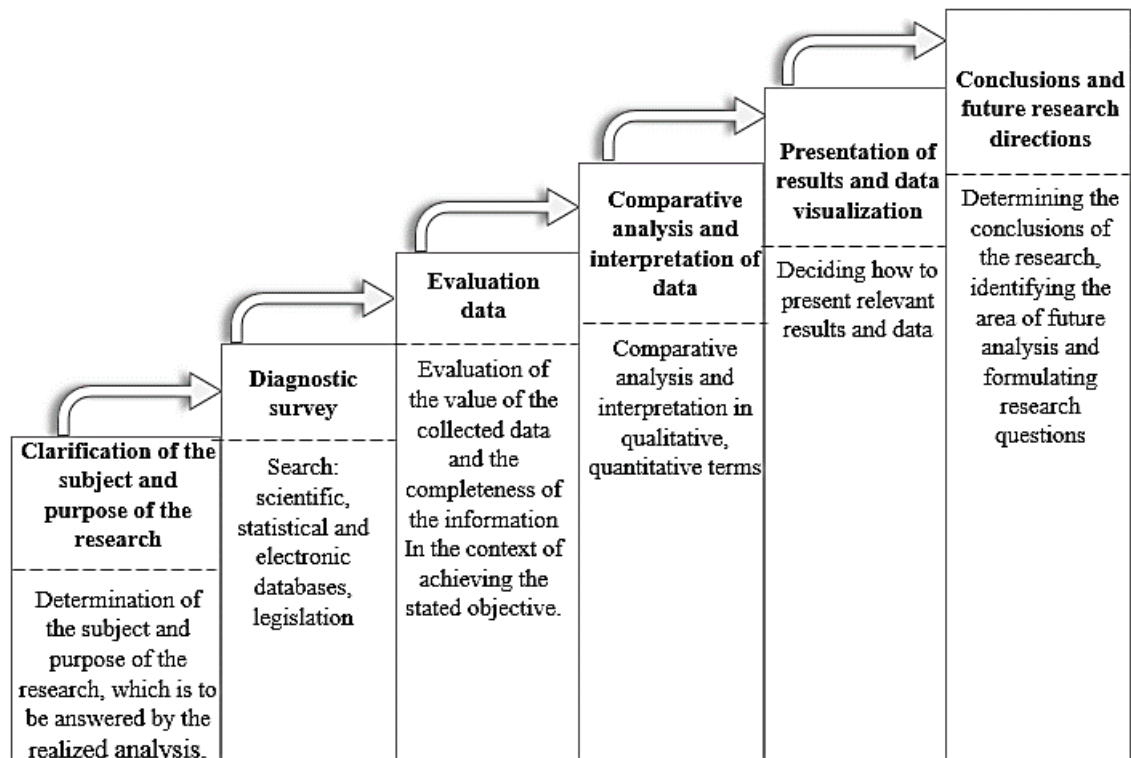 Clarification of the
subject and
purpose of the
research
Determination of
the subject and
purpose of the
research, which is to
be answered by the
realized analysis.
Diagnostic
survey
Search:
scientific,
statistical and
electronic
databases,
legislation
Evaluation
data
Evaluation of
the value of the
collected data
and the
completeness of
the information
In the context of
achieving the
stated objective.
Comparative
analysis and
interpretation of
data
Comparative
analysis and
interpretation in
qualitative,
quantitative terms
Presentation of
results and data
visualization
Deciding how to
present relevant
results and data
Conclusions and
future research
directions
Determining the
conclusions of
the research,
identifying the
area of future
analysis and
formulating
research
questions